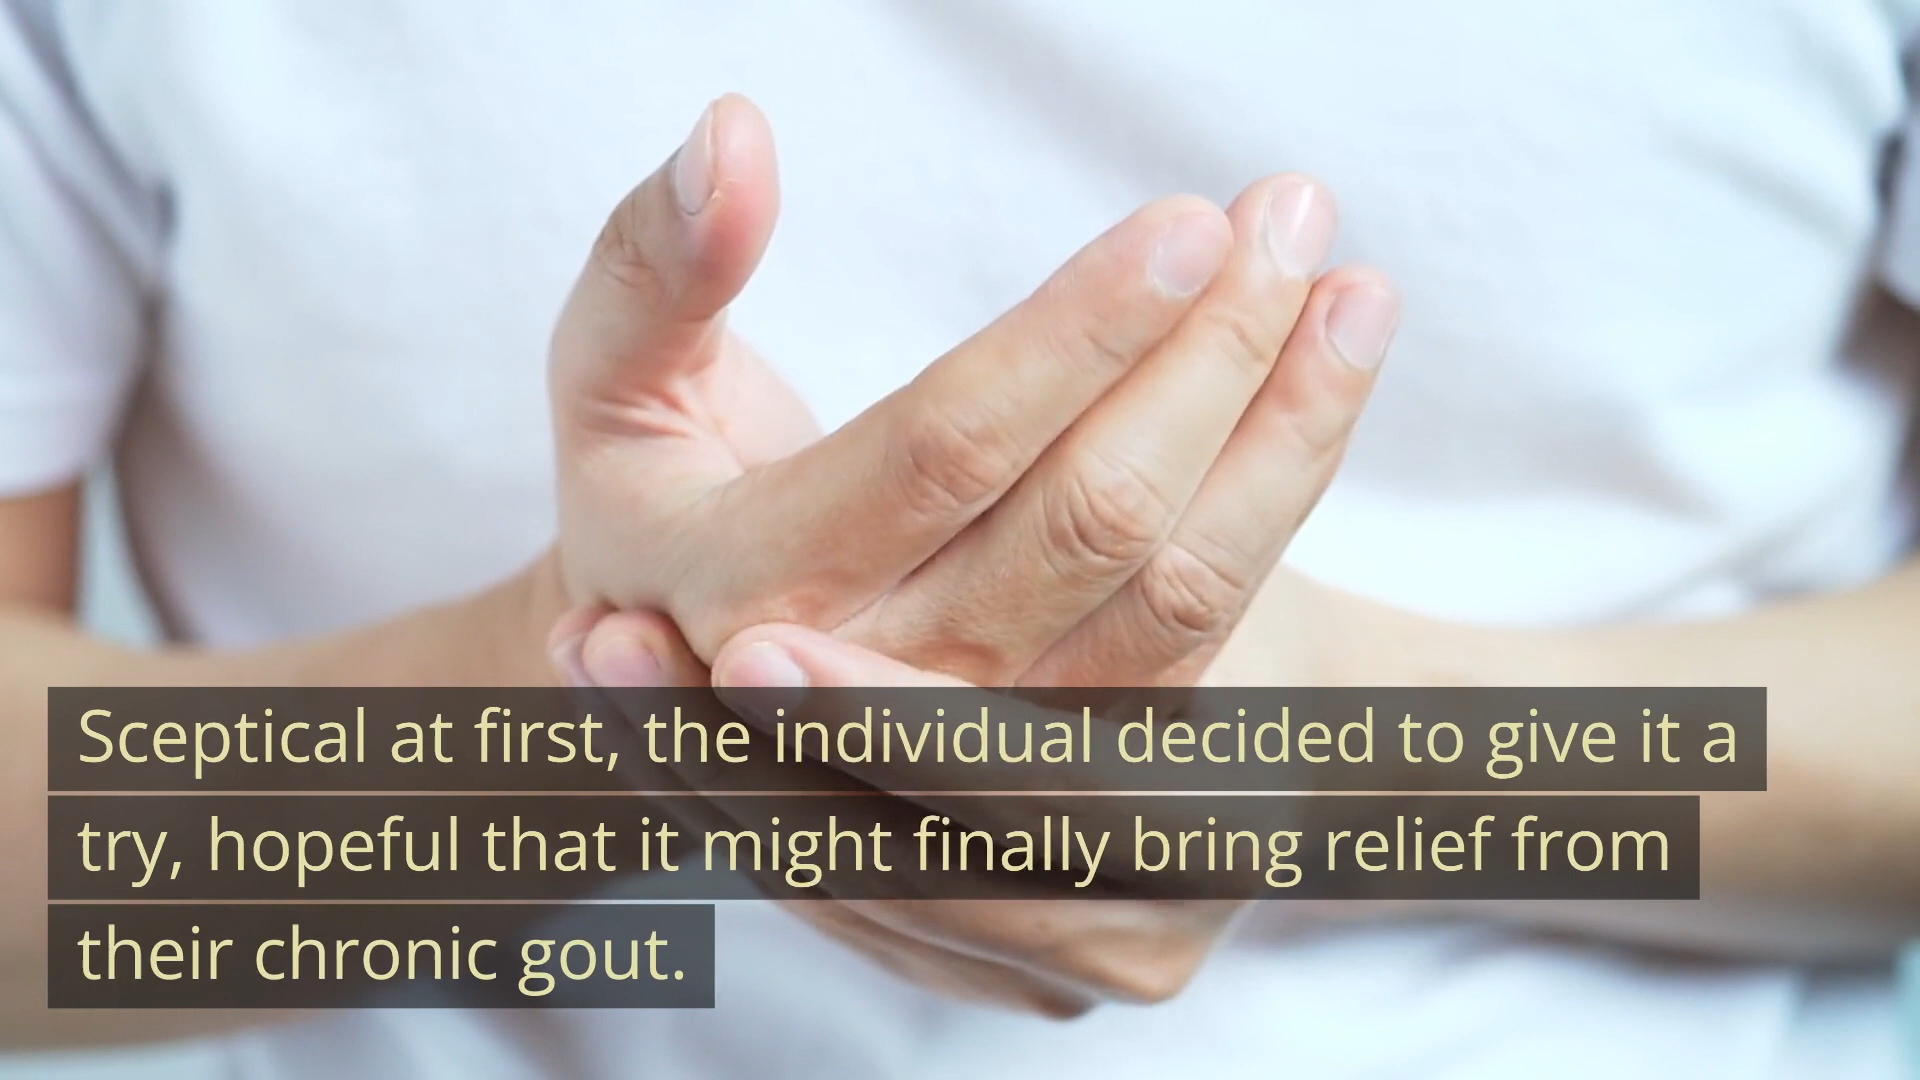 Sceptical at first, the individual decided to give it a
try, hopeful that it might finally bring relief from
their chronic gout.